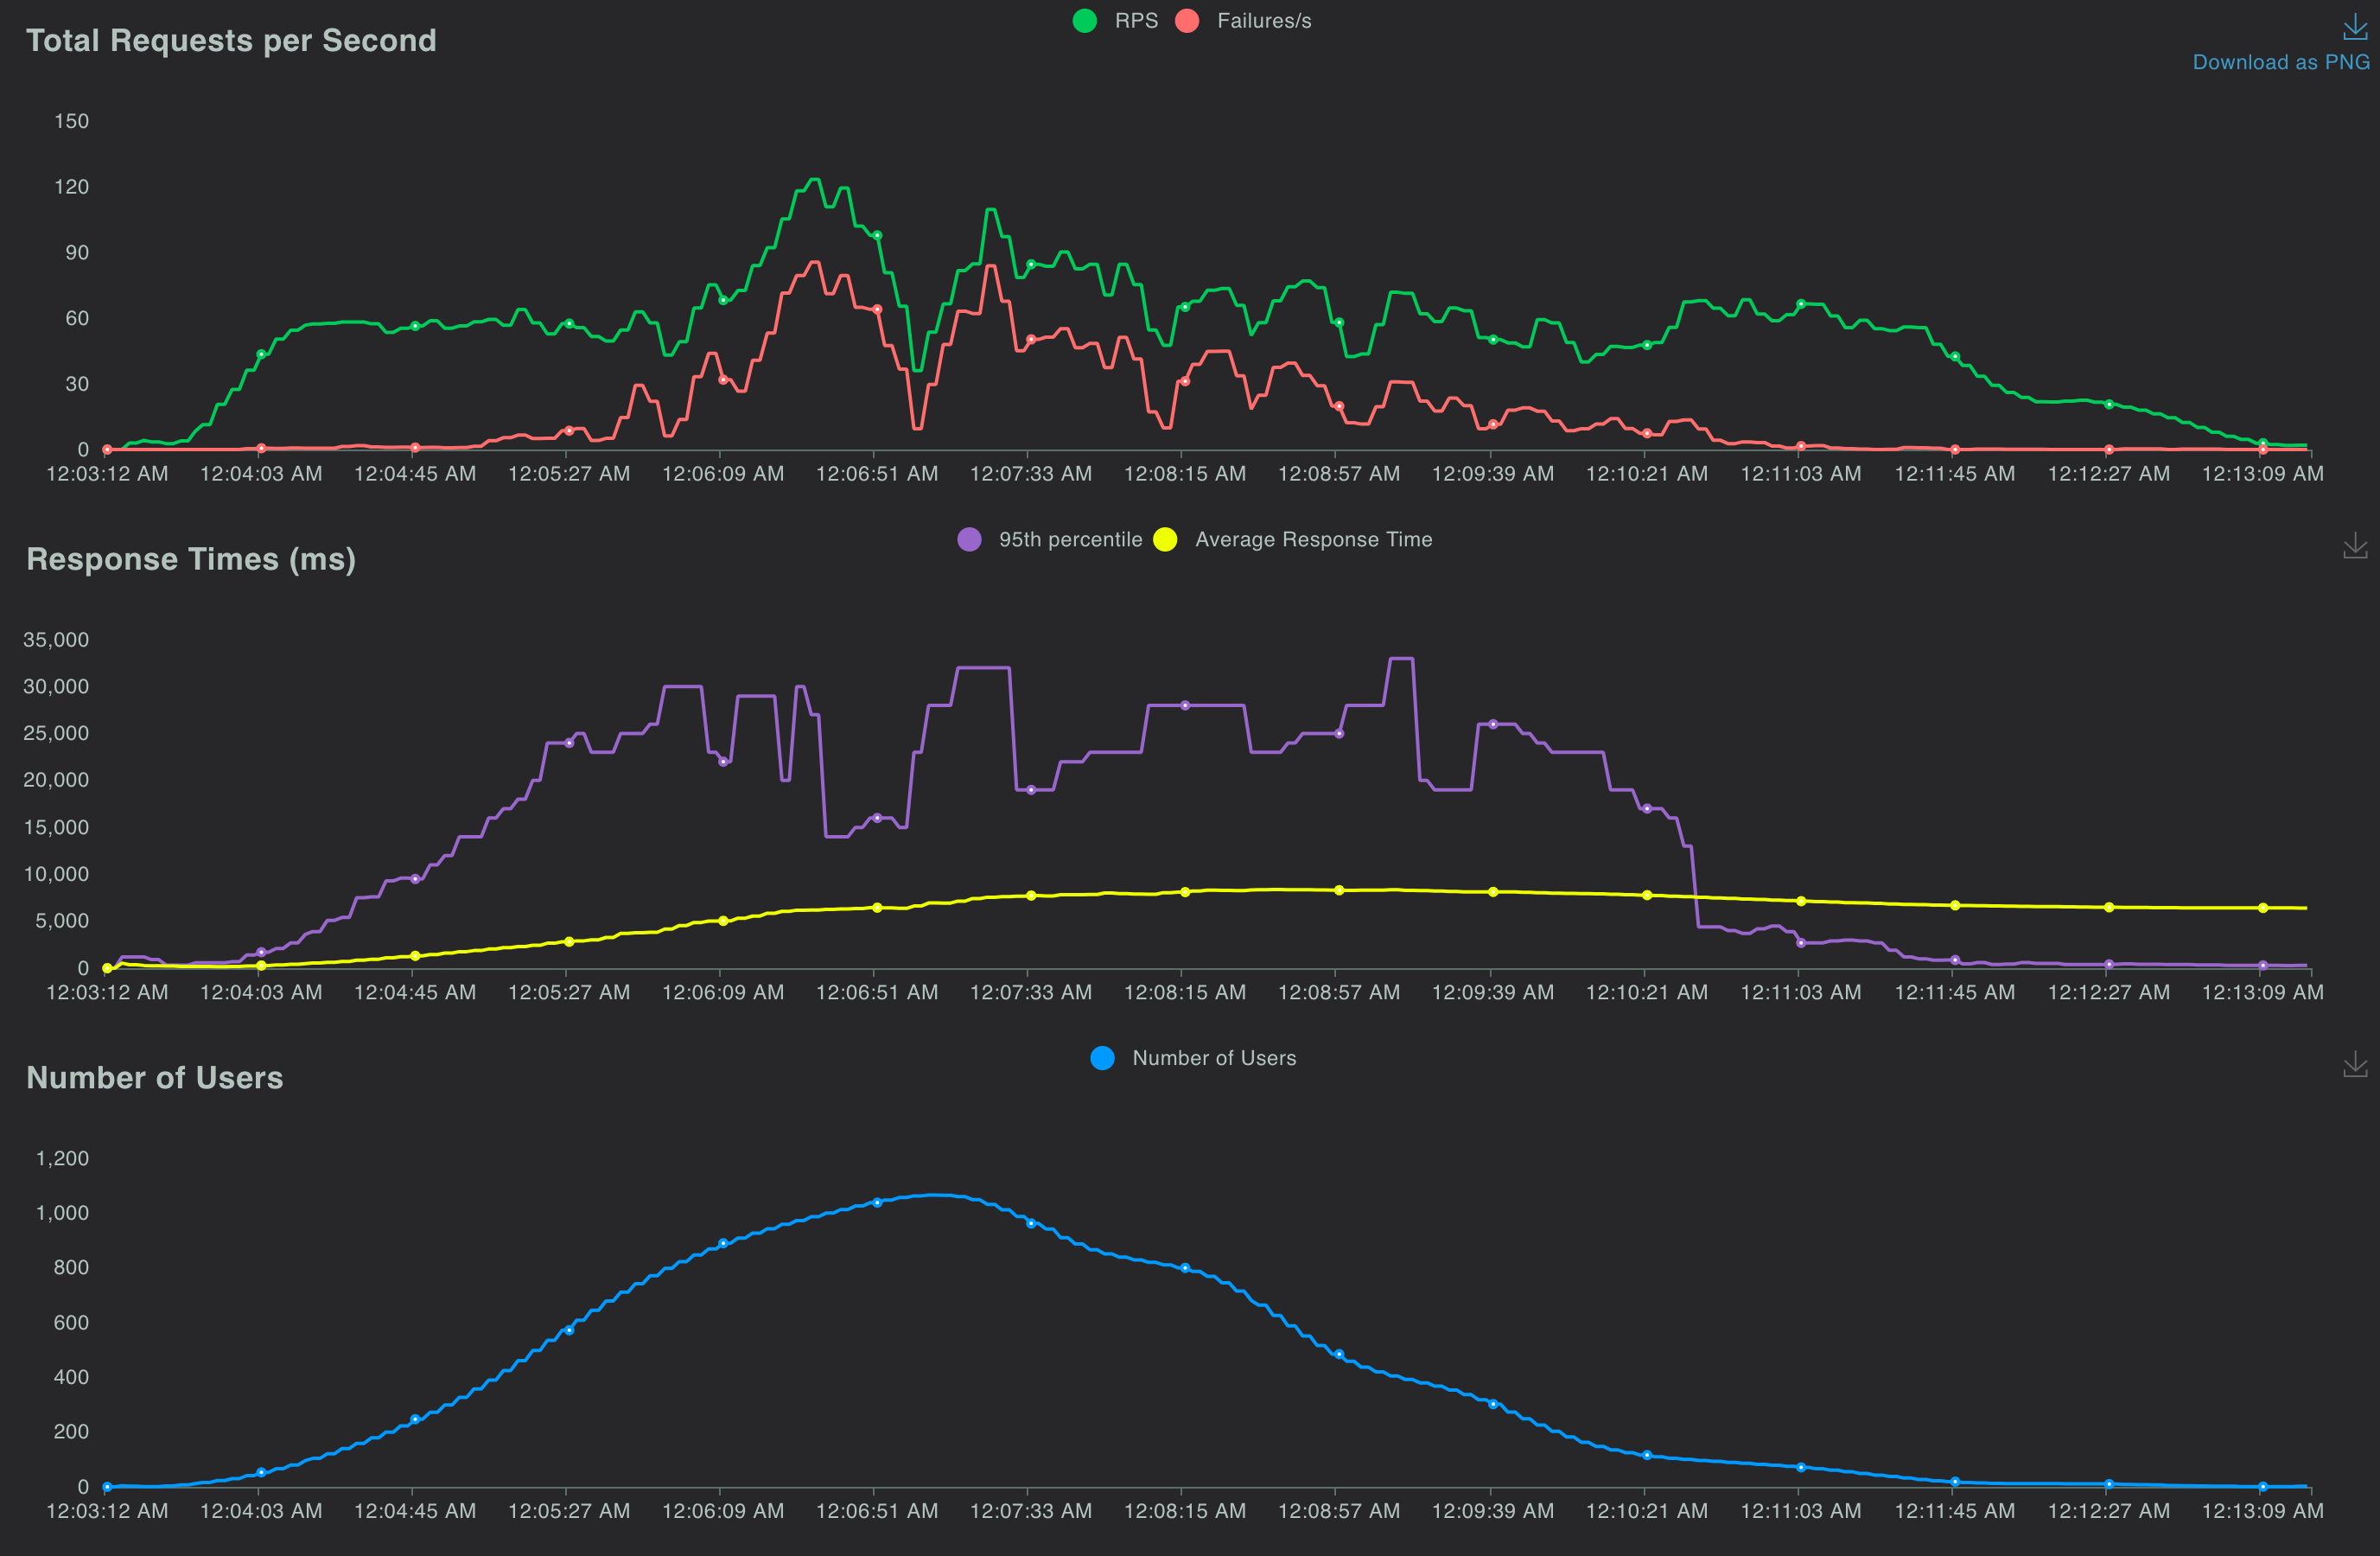 RPS Failures/s
Total Requests per Second
Download as PNG
150
120
90
60
30
0
12:03:12 AM 12:04:03 AM 12:04:45 AM 12:05:27 AM 12:06:09 AM 12:06:51 AM 12:07:33 AM 12:08:15 AM 12:08:57 AM 12:09:39 AM 12:10:21 AM 12:11:03 AM 12:11:45 AM 12:12:27 AM 12:13:09 AM
95th percentile Average Response Time
Response Times (ms)
35,000
30,000
25,000
20,000
15,000
10,000
5,000
0
12:03:12 AM 12:04:03 AM 12:04:45 AM 12:05:27 AM 12:06:09 AM 12:06:51 AM 12:07:33 AM 12:08:15 AM 12:08:57 AM 12:09:39 AM 12:10:21 AM 12:11:03 AM 12:11:45 AM 12:12:27 AM 12:13:09 AM
Number of Users
Number of Users
1,200
1,000
800
600
400
200
0
12:03:12 AM 12:04:03 AM 12:04:45 AM 12:05:27 AM 12:06:09 AM 12:06:51 AM 12:07:33 AM 12:08:15 AM 12:08:57 AM 12:09:39 AM 12:10:21 AM 12:11:03 AM 12:11:45 AM 12:12:27 AM 12:13:09 AM